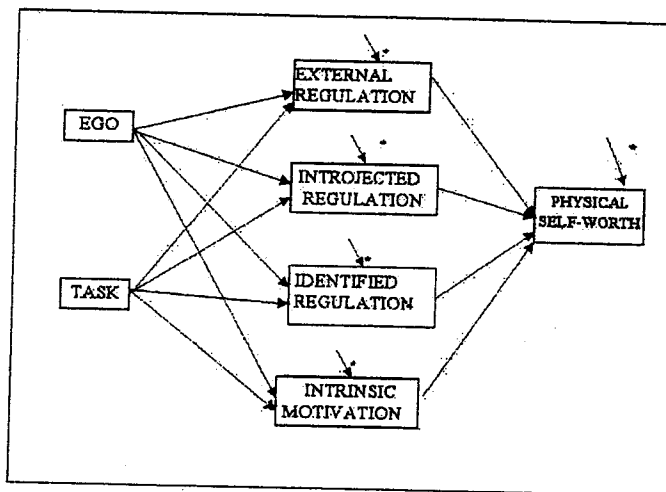 EGO
TASK
*
EXTERNAL
REGULATION
*
INTROJECTED
REGULATION
*
IDENTIFIED
REGULATION
*
INTRINSIC
MOTIVATION
*
PHYSICAL
SELF-WORTH